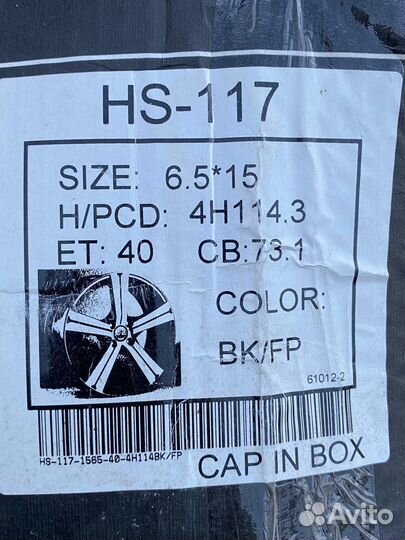 HS-117
SIZE: 6.5*15
H/PCD: 4H114.3
ET: 40 CB:73.1
COLOR:
BK/FP
61012-2
HS-117-1565-40-4H114BK/FP
CAP IN BOX
Avito